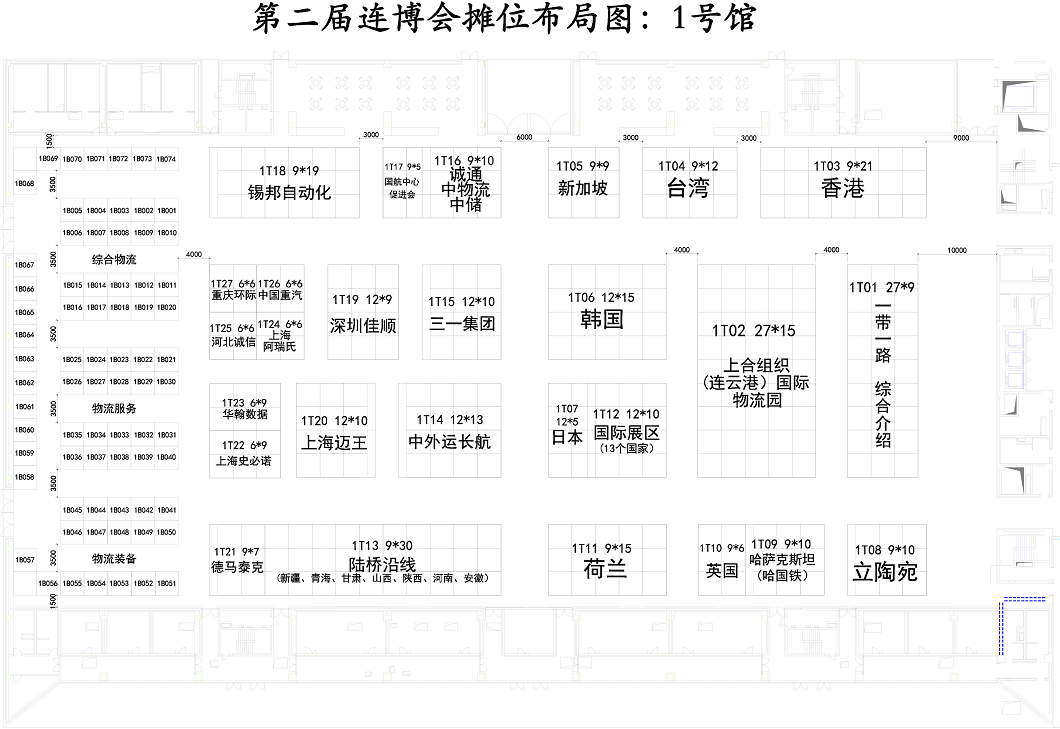 第二届连博会摊位布局图：1号馆
1500
3000
6000
3000
3000
9000
1B069 1B070 1B071 1B072 1B073 1B074
1B068
3500
1T18 9*19
锡邦自动化
1T17 9*5
国航中心
促进会
1T16 9*10
诚通
中物流
中储
1T05 9*9
新加坡
1T04 9*12
台湾
1T03 9*21
香港
1B005 1B004 1B003 1B002 1B001
1B006 1B007 1B008 1B009 1B010
3500
综合物流
4000
4000
4000
10000
1B067
1B066
1B065
1B064
1B063
1B062
1B061
1B060
1B059
1B058
1B015 1B014 1B013 1B012 1B011
1B016 1B017 1B018 1B019 1B020
3500
1B025 1B024 1B023 1B022 1B021
1B026 1B027 1B028 1B029 1B030
3500
物流服务
1B035 1B034 1B033 1B032 1B031
1B036 1B037 1B038 1B039 1B040
3500
1T27 6*6
重庆环际
1T26 6*6
中国重汽
1T25 6*6
河北诚信
1T24 6*6
上海
阿瑞氏
1T19 12*9
深圳佳顺
1T15 12*10
三一集团
1T06 12*15
韩国
1T02 27*15
上合组织
（连云港）国际
物流园
1T01 27*9
一带一路 综合介绍
1T23 6*9
华翰数据
1T22 6*9
上海史必诺
1T20 12*10
上海迈王
1T14 12*13
中外运长航
1T07
12*5
日本
1T12 12*10
国际展区
（13个国家）
1B045 1B044 1B043 1B042 1B041
1B046 1B047 1B048 1B049 1B050
3500
物流装备
1B057
1B056 1B055 1B054 1B053 1B052 1B051
1500
1T21 9*7
德马泰克
1T13 9*30
陆桥沿线
（新疆、青海、甘肃、山西、陕西、河南、安徽）
1T11 9*15
荷兰
1T10 9*6
英国
1T09 9*10
哈萨克斯坦
（哈国铁）
1T08 9*10
立陶宛